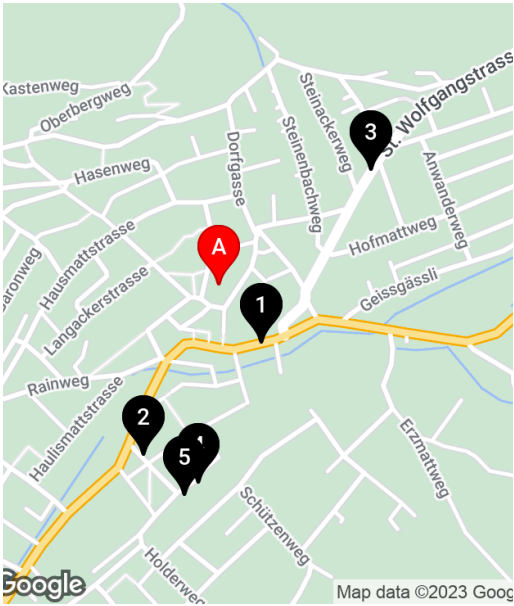 Kastenweg
Oberbergweg
Hasenweg
Dorfgasse
Steinackerweg
Steinenbachweg
St. Wolfgangstrass
3
Anwanderweg
Hofmattweg
Geissgässli
Baronweg
Hausmattstrasse
Langackerstrasse
A
1
Rainweg
Haulismattstrasse
2
5
4
Erzmattweg
Schützenweg
Holderweg
Google
Map data ©2023 Goog